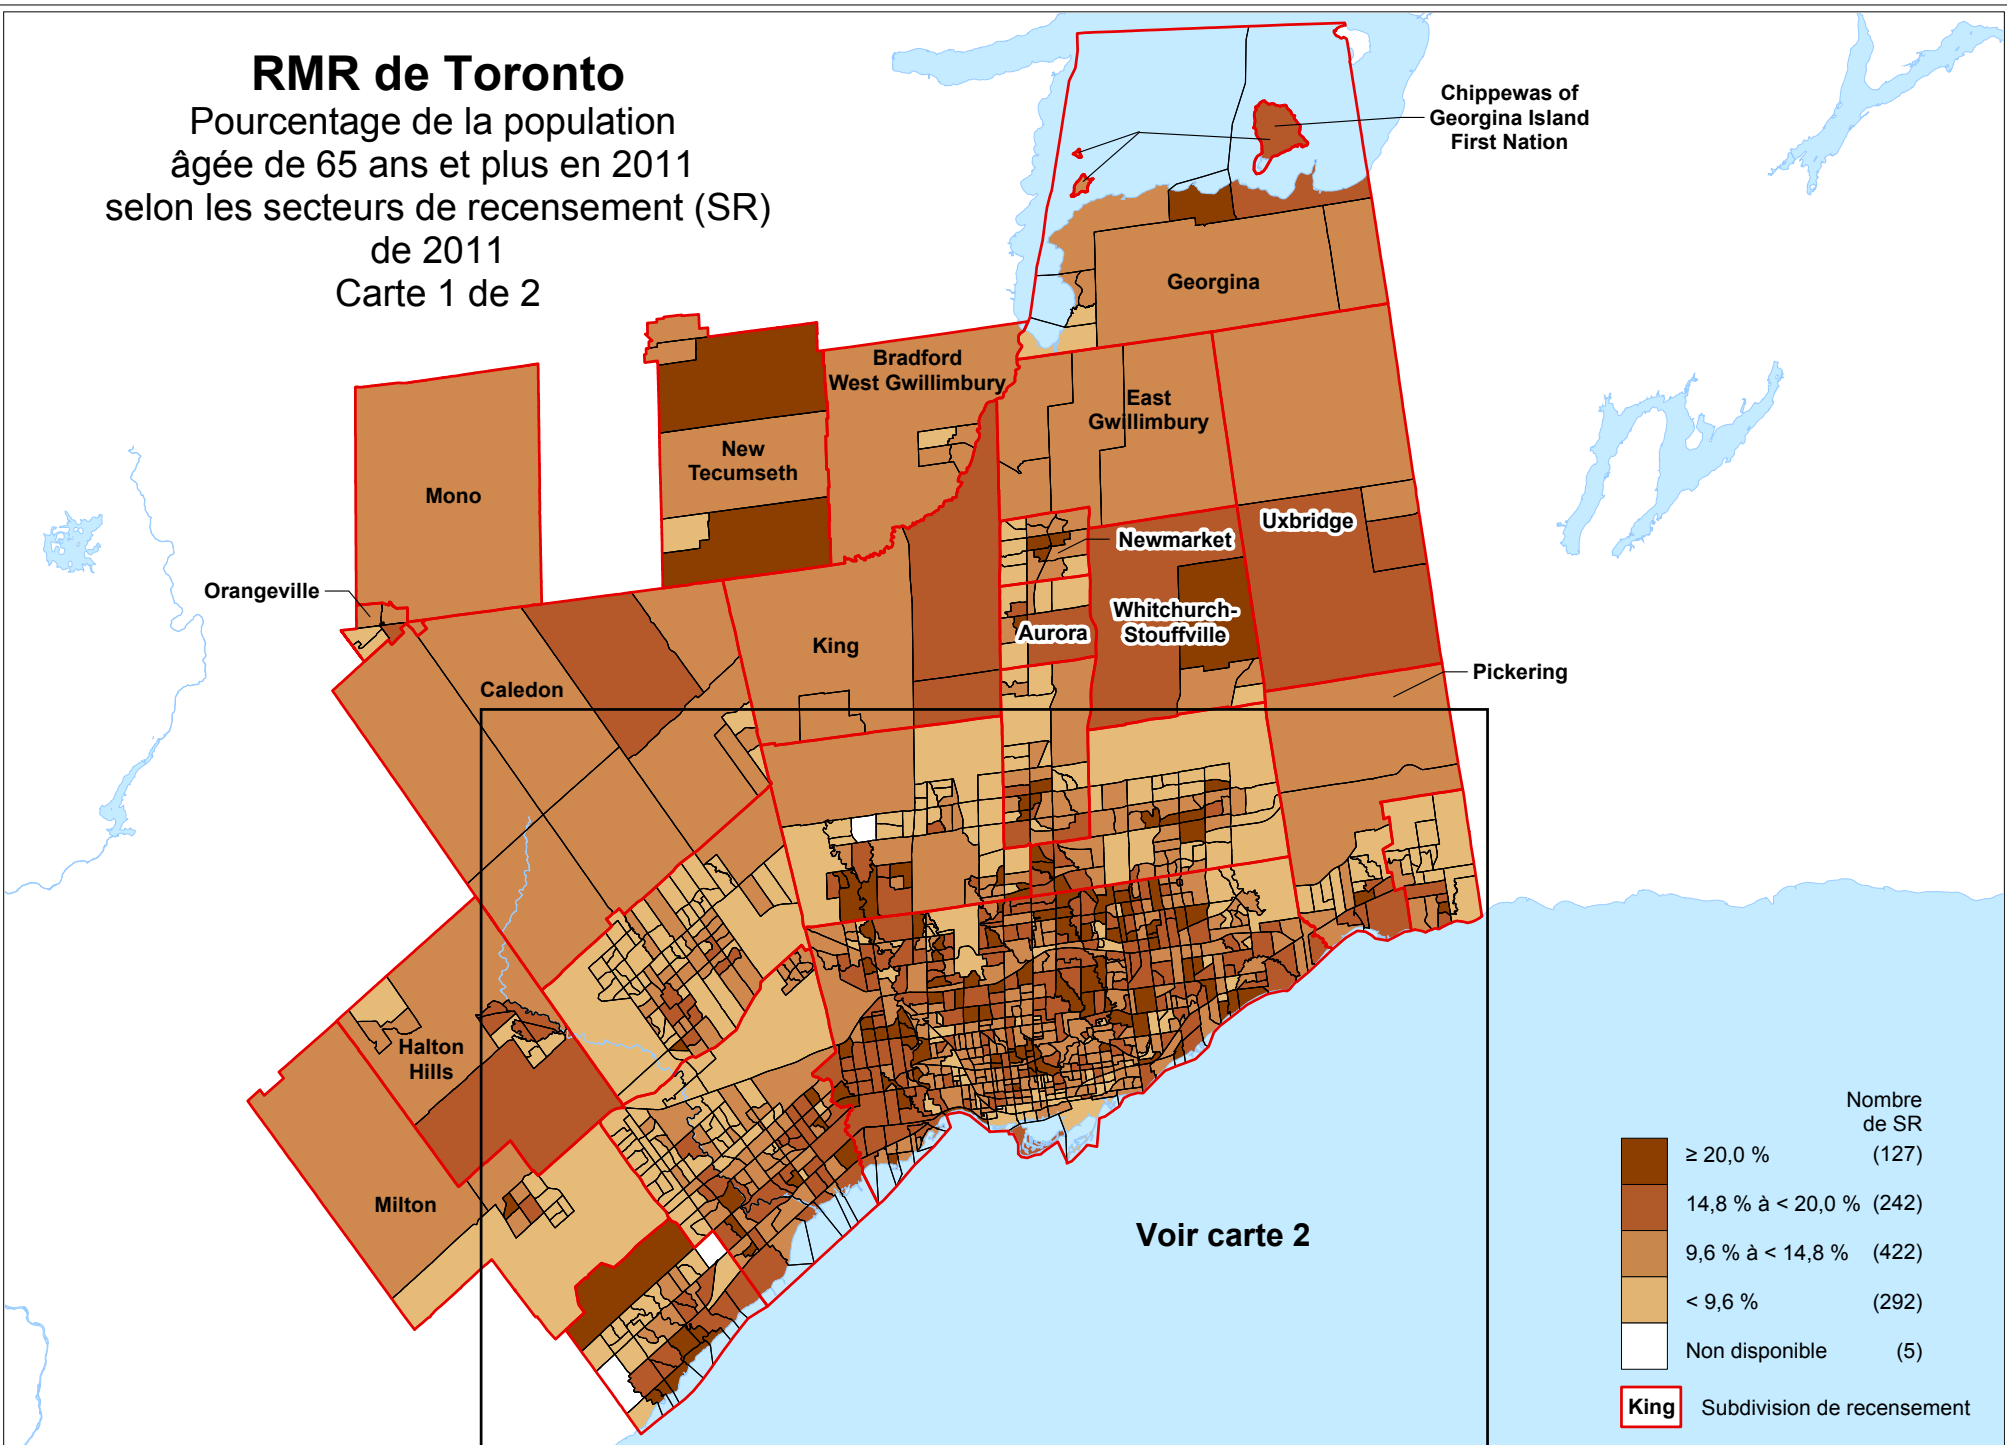 RMR de Toronto
Pourcentage de la population
âgée de 65 ans et plus en 2011
selon les secteurs de recensement (SR)
de 2011
Carte 1 de 2
Chippewas of
Georgina Island
First Nation
Georgina
Bradford
West Gwillimbury
East
Gwillimbury
New
Tecumseth
Mono
Uxbridge
Newmarket
Orangeville
Whitchurch-
Stouffville
Aurora
King
Pickering
Caledon
Halton
Hills
Milton
Voir carte 2
Nombre
de SR
≥ 20,0 % (127)
14,8 % à < 20,0 % (242)
9,6 % à < 14,8 % (422)
< 9,6 % (292)
Non disponible (5)
King Subdivision de recensement